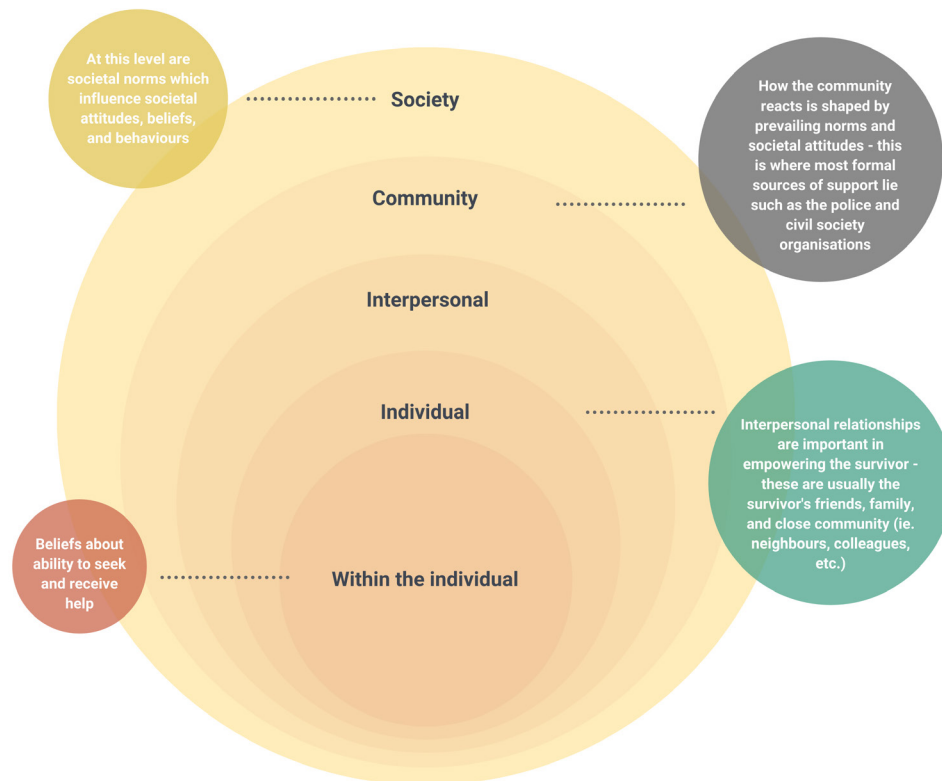 At this level are
societal norms which
influence societal
attitudes, beliefs,
and behaviours
Society
How the community
reacts is shaped by
prevailing norms and
societal attitudes - this
is where most formal
sources of support lie
such as the police and
civil society
organisations
Community
Interpersonal
Individual
Interpersonal relationships
are important in
empowering the survivor -
these are usually the
survivor's friends, family,
and close community (ie.
neighbours, colleagues,
etc.)
Beliefs about
ability to seek
and receive
help
Within the individual